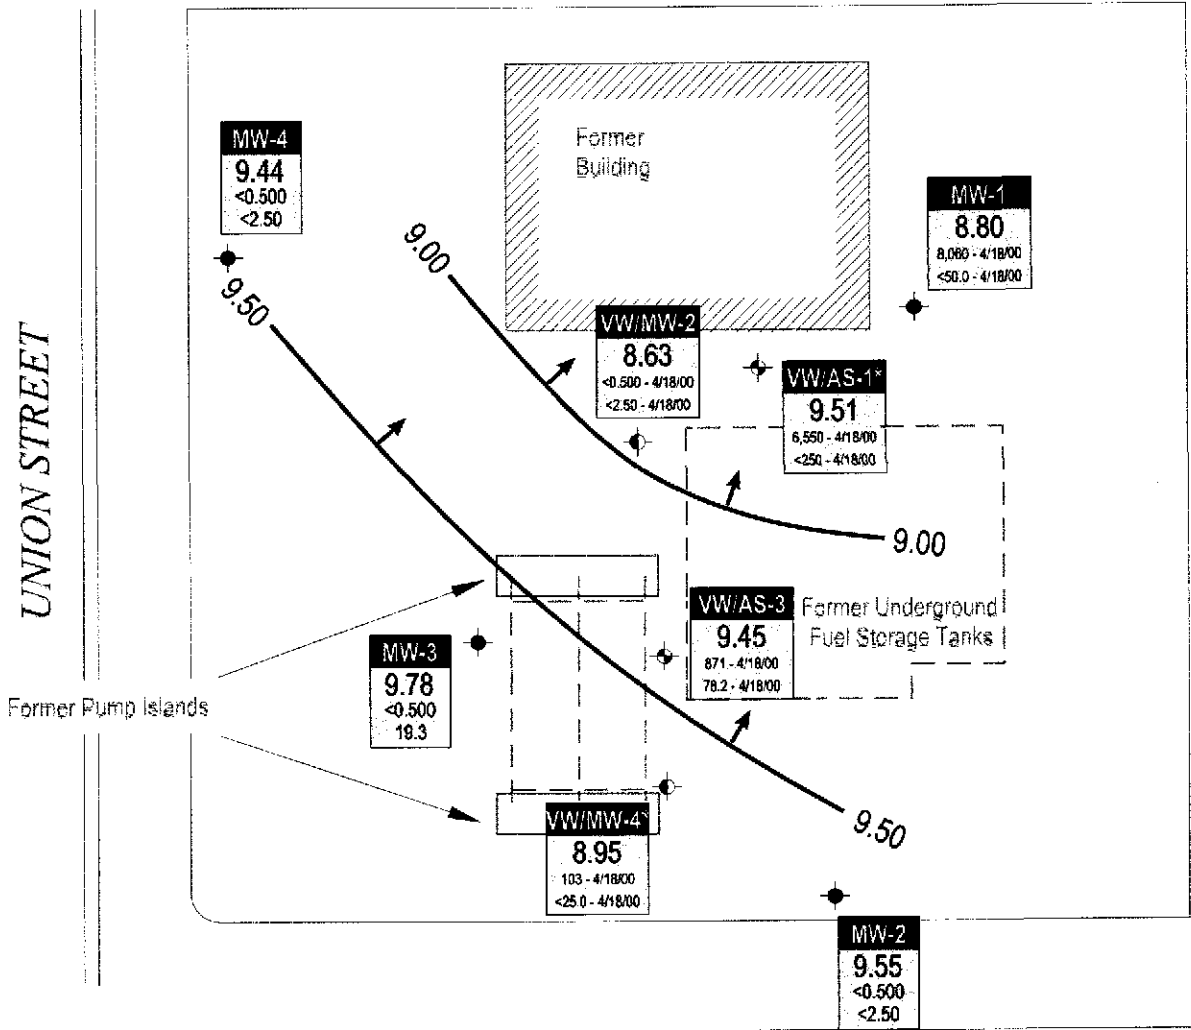 UNION STREET
MW-4
9.44
<0.500
<2.50
Former
Building
MW-1
8.80
8,060 - 4/18/00
<50.0 - 4/18/00
9.00
9.50
VW/MW-2
8.63
<0.500 - 4/18/00
<2.50 - 4/18/00
VW/AS-1*
9.51
6,550 - 4/18/00
<250 - 4/18/00
9.00
VW/AS-3
9.45
871 - 4/18/00
78.2 - 4/18/00
Former Underground
Fuel Storage Tanks
MW-3
9.78
<0.500
19.3
Former Pump Islands
VW/MW-4*
8.95
103 - 4/18/00
<25.0 - 4/18/00
9.50
MW-2
9.55
<0.500
<2.50